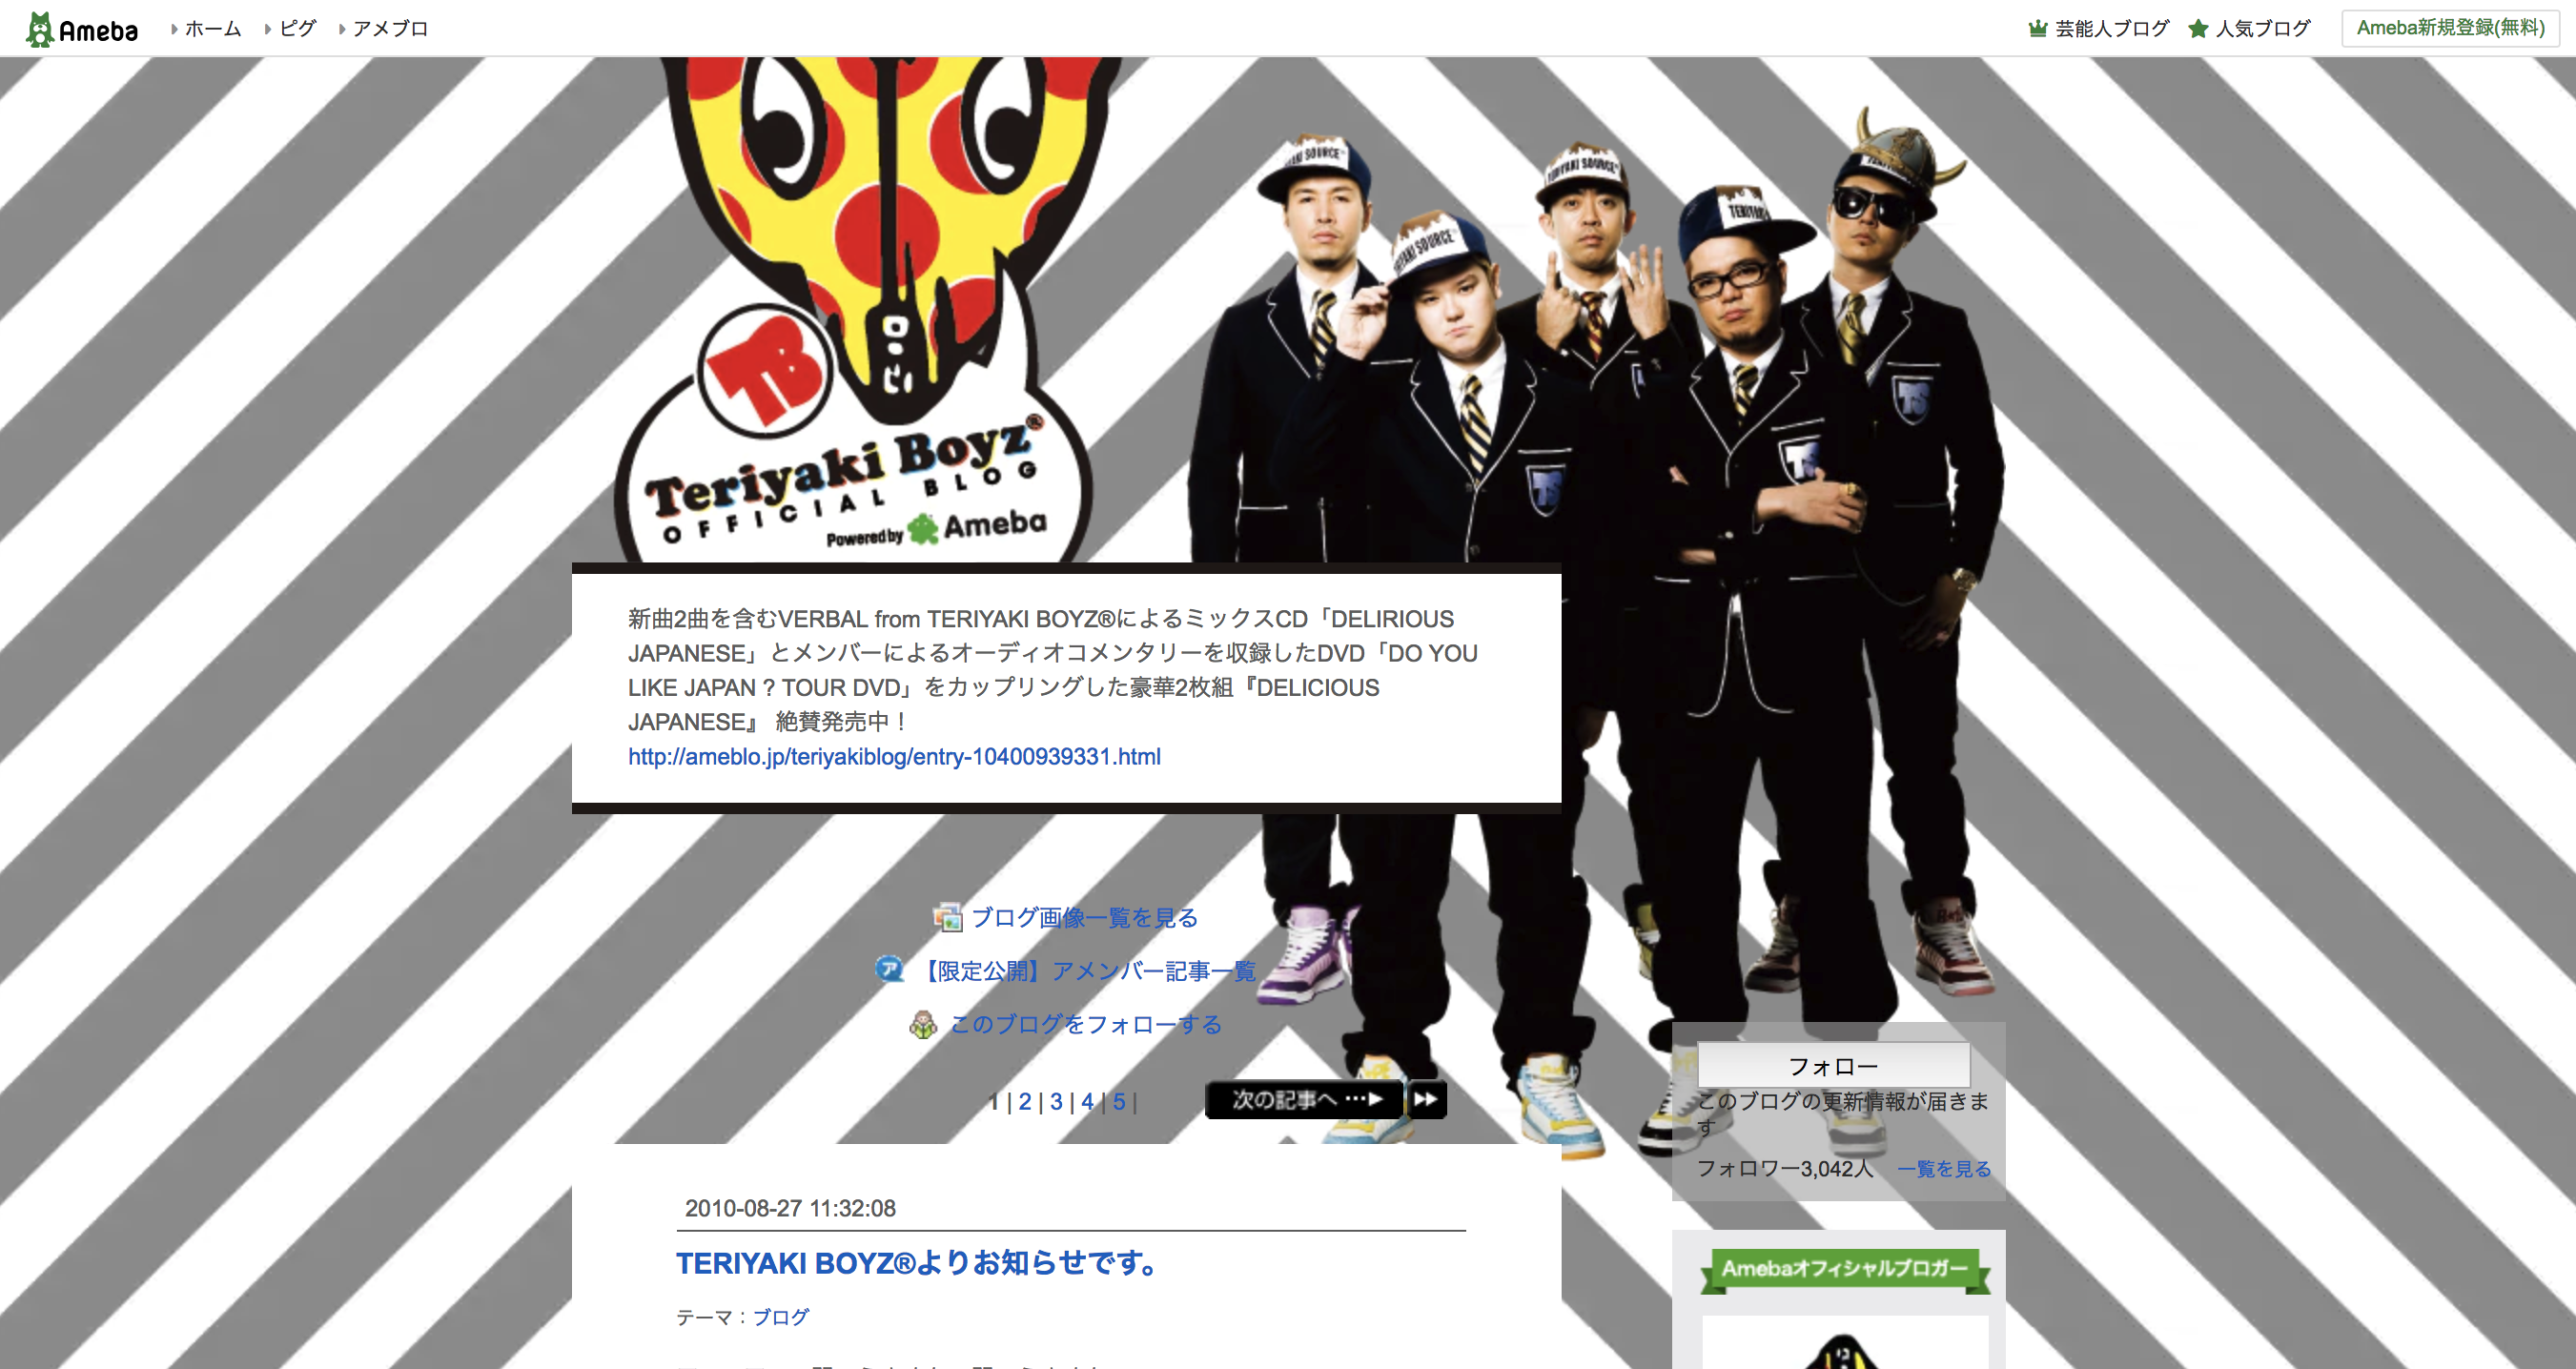 Ameba ホーム ピグ アメブロ 芸能人ブログ 人気ブログ Ameba新規登録(無料)
TERIYAKI SOURCE
TERIYAKI SOURCE
TB
Teriyaki Boyz®
OFFICIAL BLOG
Powered by Ameba
TS
TS
TS
新曲2曲を含むVERBAL from TERIYAKI BOYZ®によるミックスCD「DELIRIOUS
JAPANESE」とメンバーによるオーディオコメンタリーを収録したDVD「DO YOU
LIKE JAPAN ? TOUR DVD」をカップリングした豪華2枚組『DELICIOUS
JAPANESE』 絶賛発売中！
http://ameblo.jp/teriyakiblog/entry-10400939331.html
ブログ画像一覧を見る
【限定公開】アメンバー記事一覧
このブログをフォローする
1 | 2 | 3 | 4 | 5 |
次の記事へ
フォロー
このブログの更新情報が届きま
す
フォロワー3,042人 一覧を見る
2010-08-27 11:32:08
TERIYAKI BOYZ®よりお知らせです。
テーマ：ブログ
Amebaオフィシャルブロガー